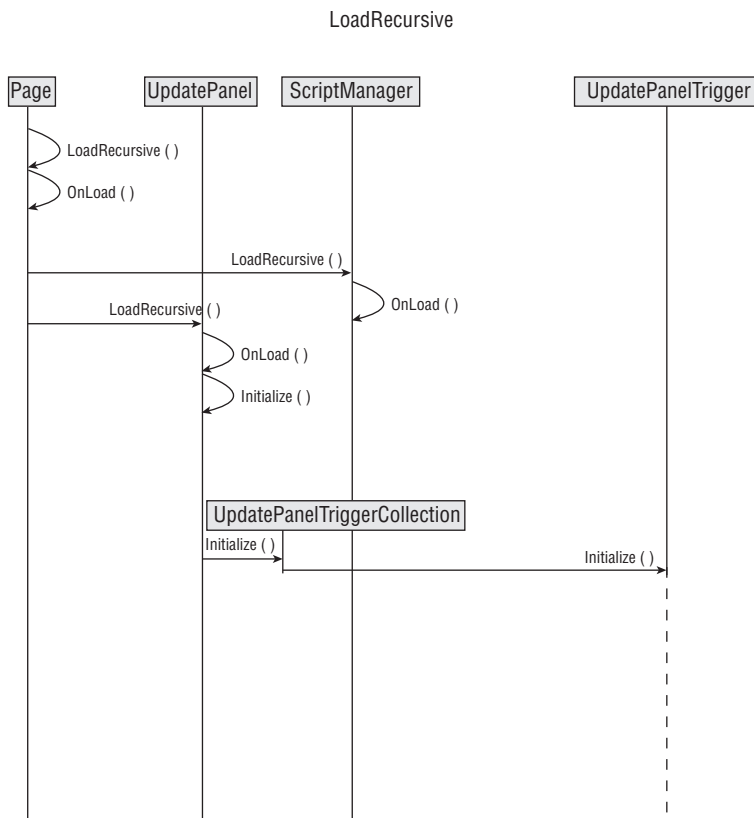 LoadRecursive
Page
UpdatePanel
ScriptManager
UpdatePanelTrigger
LoadRecursive ( )
OnLoad ( )
LoadRecursive ( )
OnLoad ( )
LoadRecursive ( )
OnLoad ( )
Initialize ( )
UpdatePanelTriggerCollection
Initialize ( )
Initialize ( )